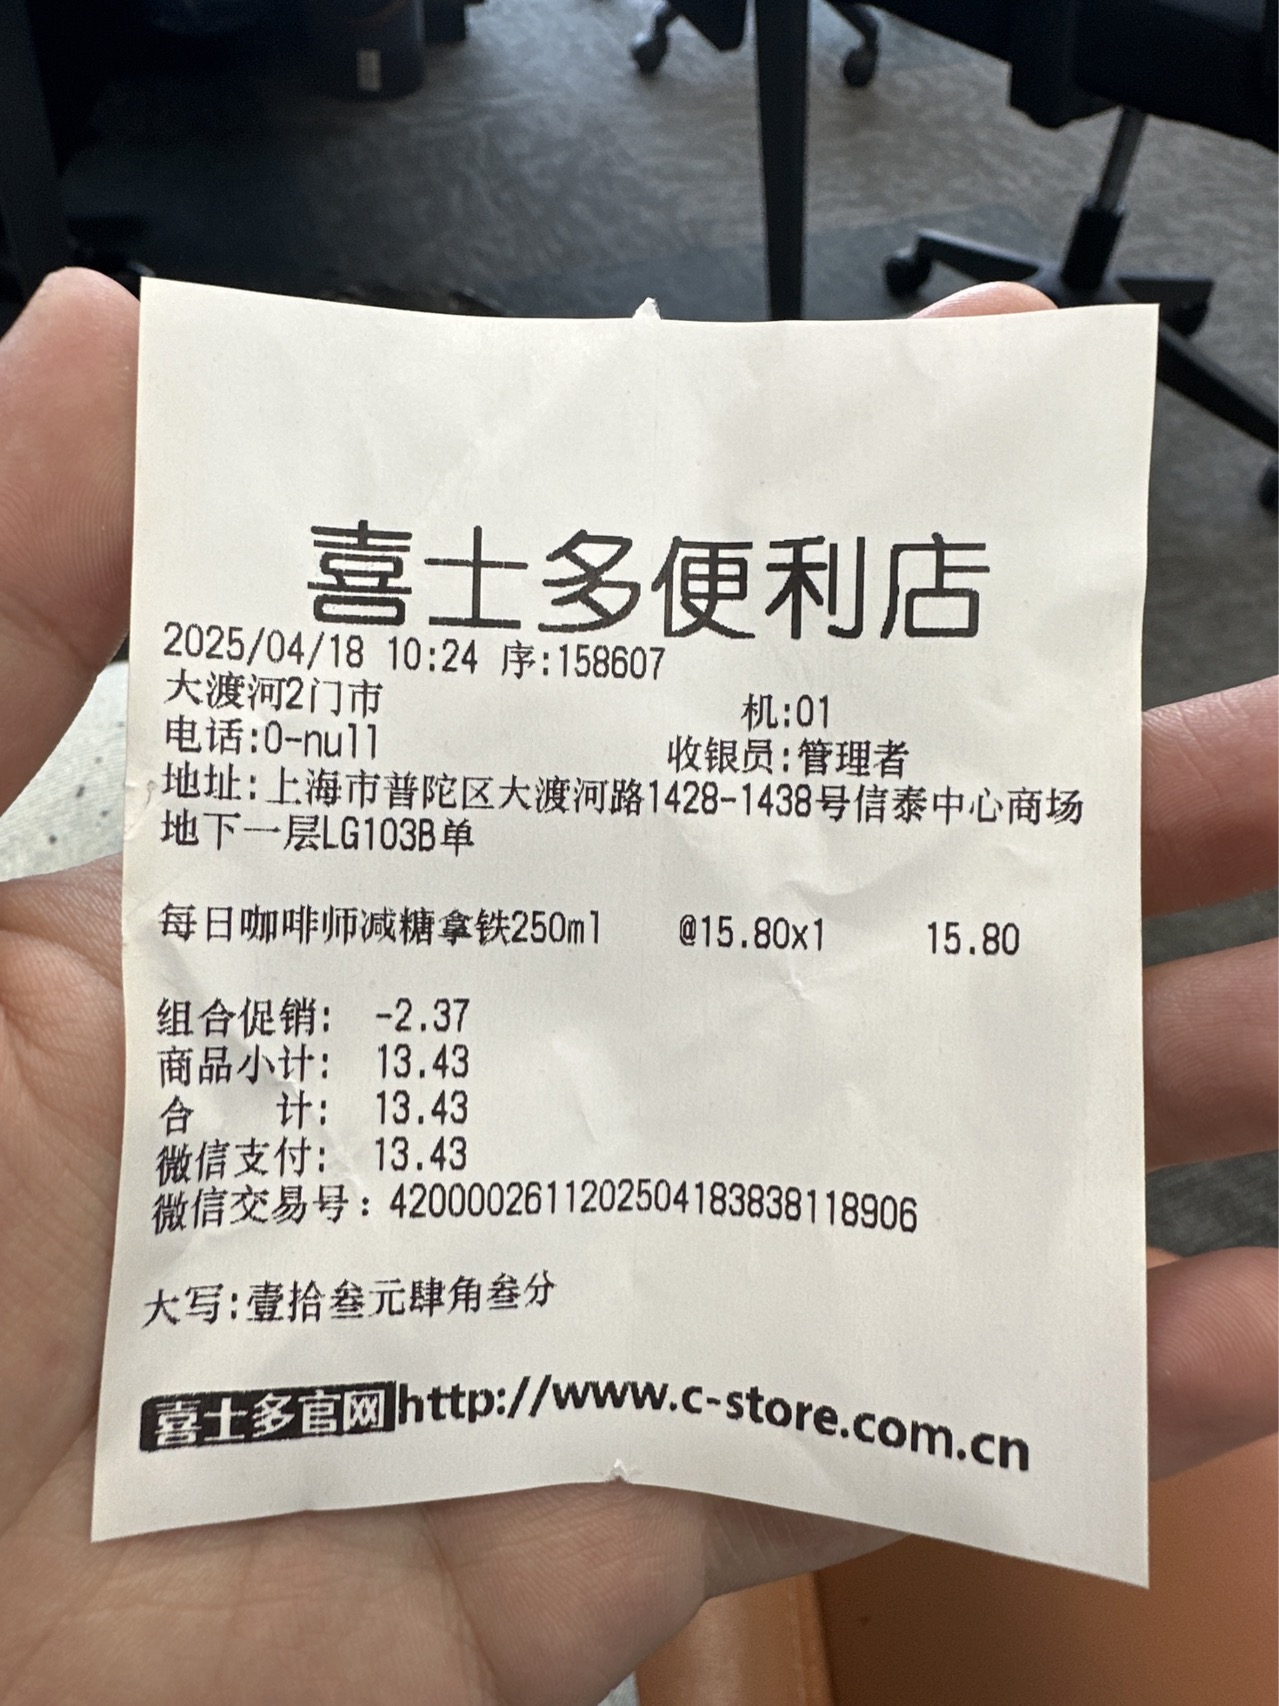 喜士多便利店
2025/04/18 10:24 序:158607
大渡河2门市 机:01
电话:0-null 收银员:管理者
地址:上海市普陀区大渡河路1428-1438号信泰中心商场
地下一层LG103B单
每日咖啡师减糖拿铁250ml @15.80x1 15.80
组合促销: -2.37
商品小计: 13.43
合 计: 13.43
微信支付: 13.43
微信交易号：4200002611202504183838118906
大写:壹拾叁元肆角叁分
喜士多官网http://www.c-store.com.cn